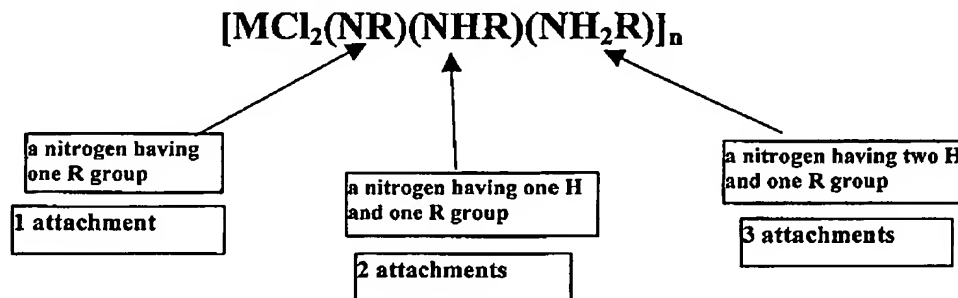 [MCl₂(NR)(NHR)(NH₂R)]ₙ
a nitrogen having
one R group
1 attachment
a nitrogen having one H
and one R group
2 attachments
a nitrogen having two H
and one R group
3 attachments